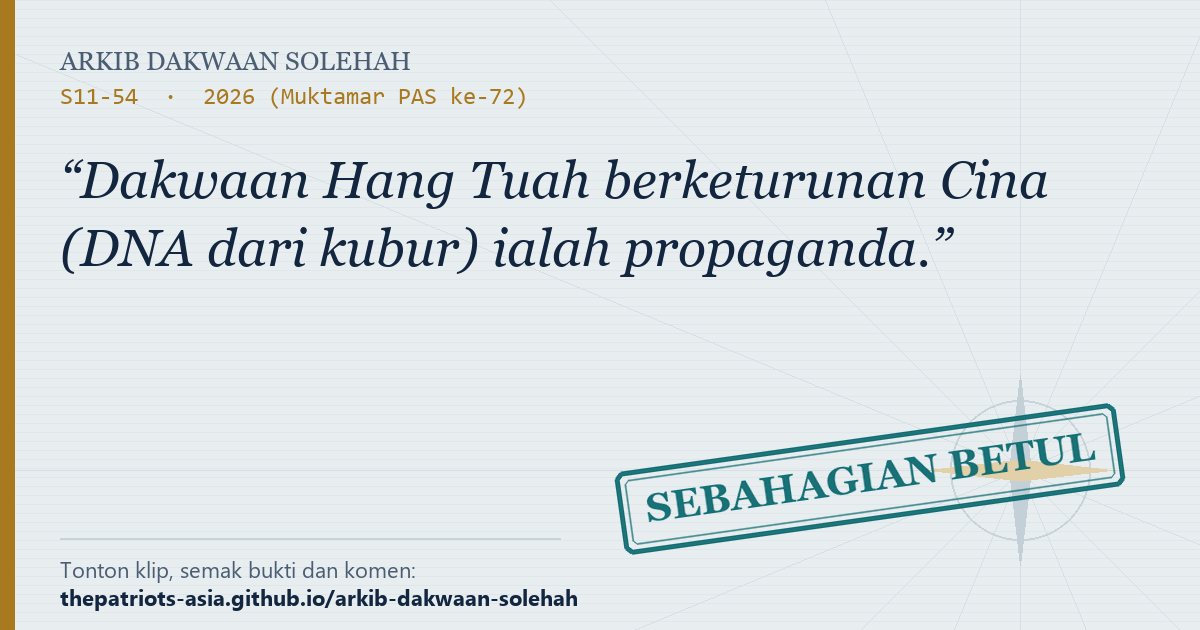 ARKIB DAKWAAN SOLEHAH
S11-54 · 2026 (Muktamar PAS ke-72)
“Dakwaan Hang Tuah berketurunan Cina
(DNA dari kubur) ialah propaganda.”
SEBAHAGIAN BETUL
Tonton klip, semak bukti dan komen:
thepatriots-asia.github.io/arkib-dakwaan-solehah